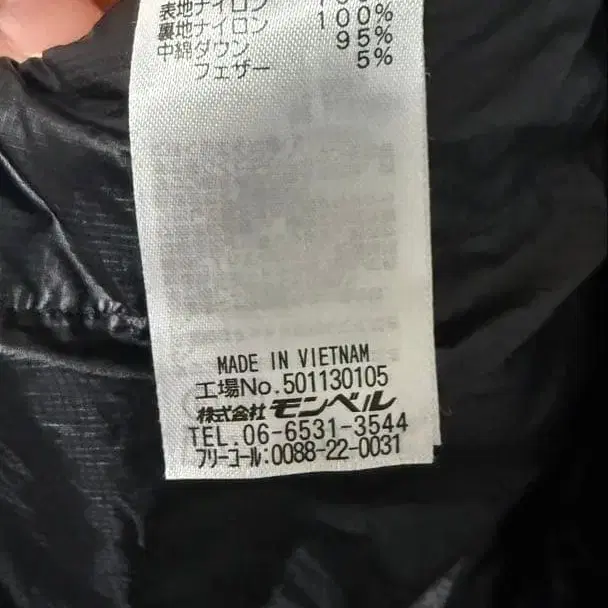 表地ナイロン 100%
裏地ナイロン 100%
中綿ダウン 95%
フェザー 5%
MADE IN VIETNAM
工場No.501130105
株式会社 モンベル
TEL.06-6531-3544
フリーコール:0088-22-0031